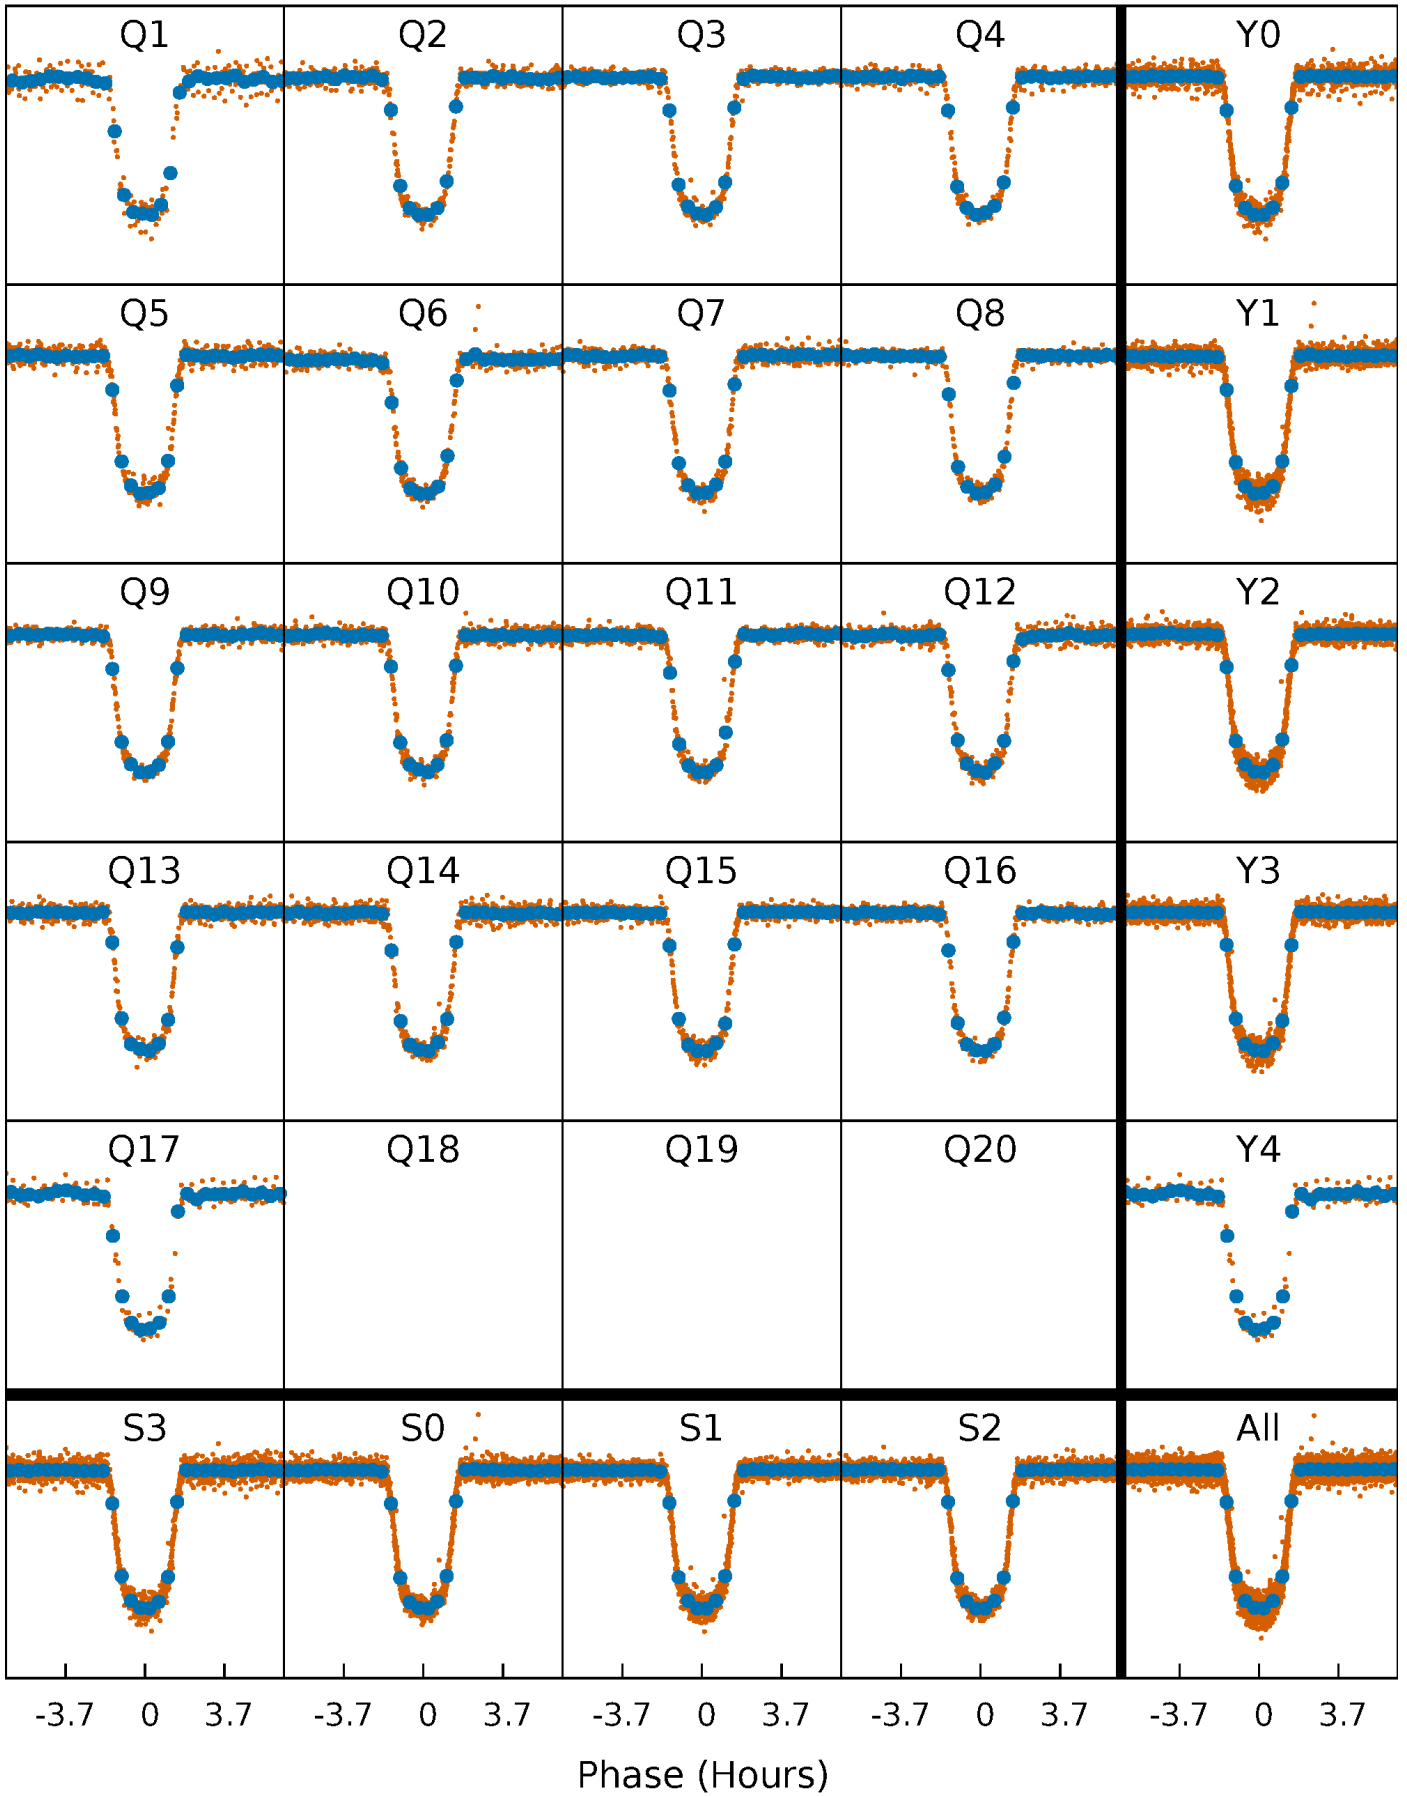 Q1 Q2 Q3 Q4 Y0
Q5 Q6 Q7 Q8 Y1
Q9 Q10 Q11 Q12 Y2
Q13 Q14 Q15 Q16 Y3
Q17 Q18 Q19 Q20 Y4
S3 S0 S1 S2 All
-3.7 0 3.7 -3.7 0 3.7 -3.7 0 3.7 -3.7 0 3.7 -3.7 0 3.7
Phase (Hours)